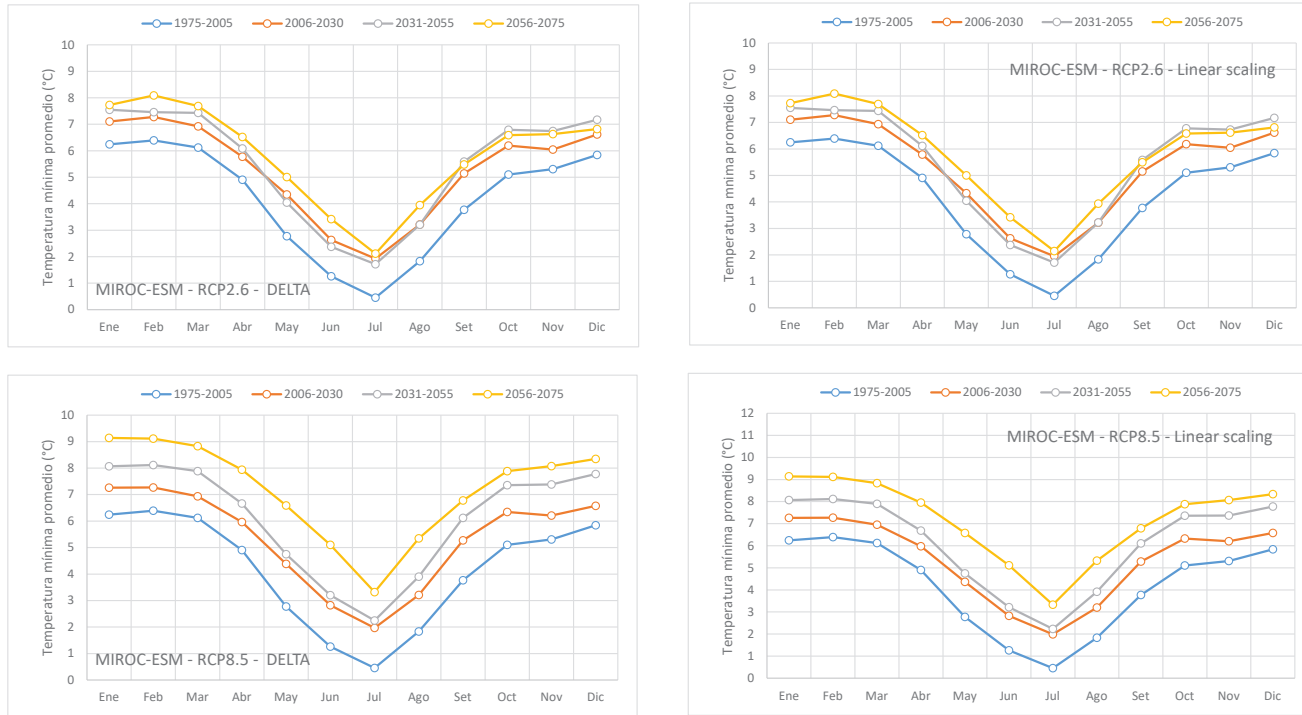 1975-2005 2006-2030 2031-2055 2056-2075
Temperatura mínima promedio (°C)
10
9
8
7
6
5
4
3
2
1
0
MIROC-ESM - RCP2.6 - DELTA
Ene Feb Mar Abr May Jun Jul Ago Set Oct Nov Dic
1975-2005 2006-2030 2031-2055 2056-2075
Temperatura mnima promedio (°C)
10
9
8
7
6
5
4
3
2
1
0
MIROC-ESM - RCP2.6 - Linear scaling
Ene Feb Mar Abr May Jun Jul Ago Set Oct Nov Dic
1975-2005 2006-2030 2031-2055 2056-2075
Temperatura mínima promedio (°C)
10
9
8
7
6
5
4
3
2
1
0
MIROC-ESM - RCP8.5 - DELTA
Ene Feb Mar Abr May Jun Jul Ago Set Oct Nov Dic
1975-2005 2006-2030 2031-2055 2056-2075
Temperatura mínima promedio (°C)
12
11
10
9
8
7
6
5
4
3
2
1
0
MIROC-ESM - RCP8.5 - Linear scaling
Ene Feb Mar Abr May Jun Jul Ago Set Oct Nov Dic